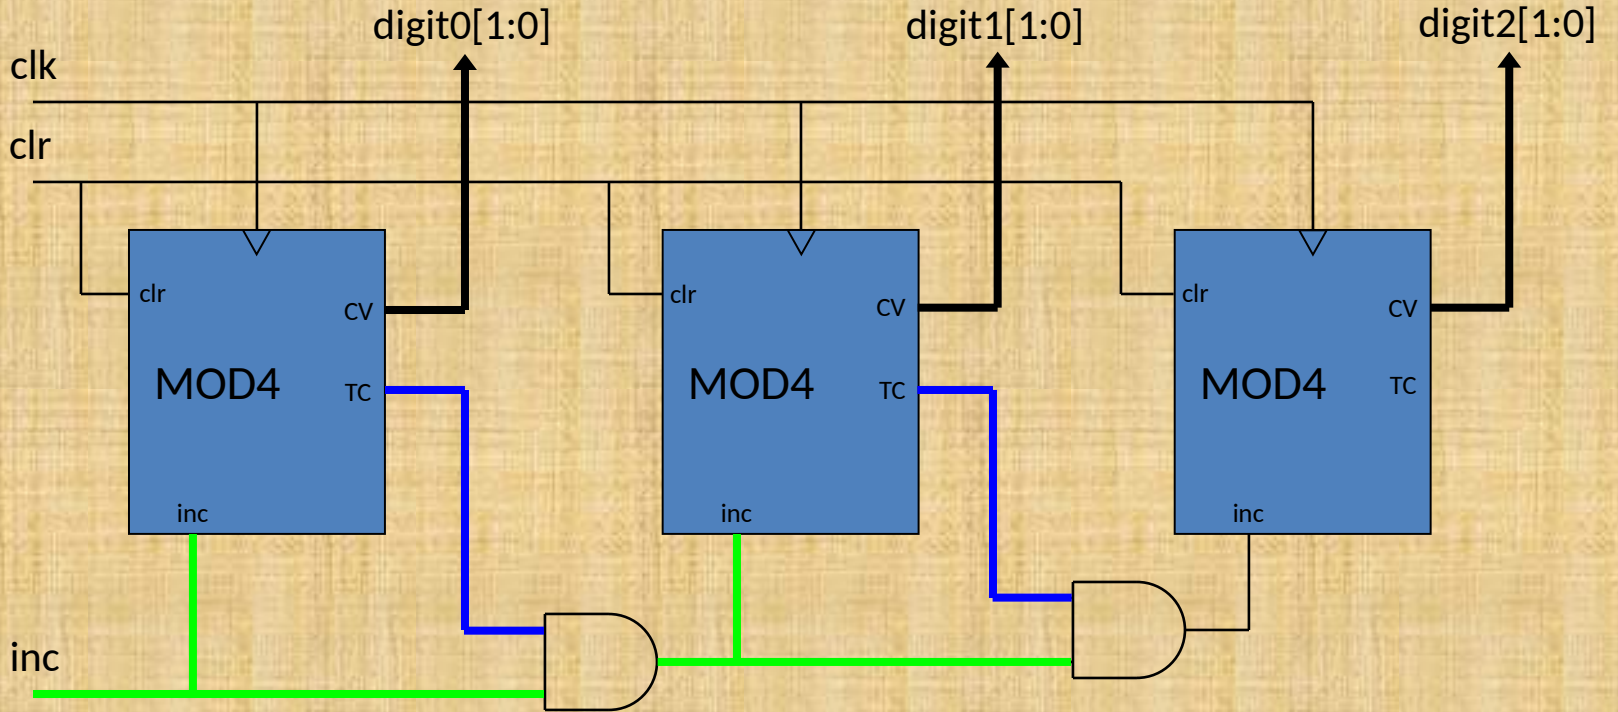 digit0[1:0]
digit1[1:0]
digit2[1:0]
clk
clr
clr
CV
MOD4
TC
inc
clr
CV
MOD4
TC
inc
clr
CV
MOD4
TC
inc
inc